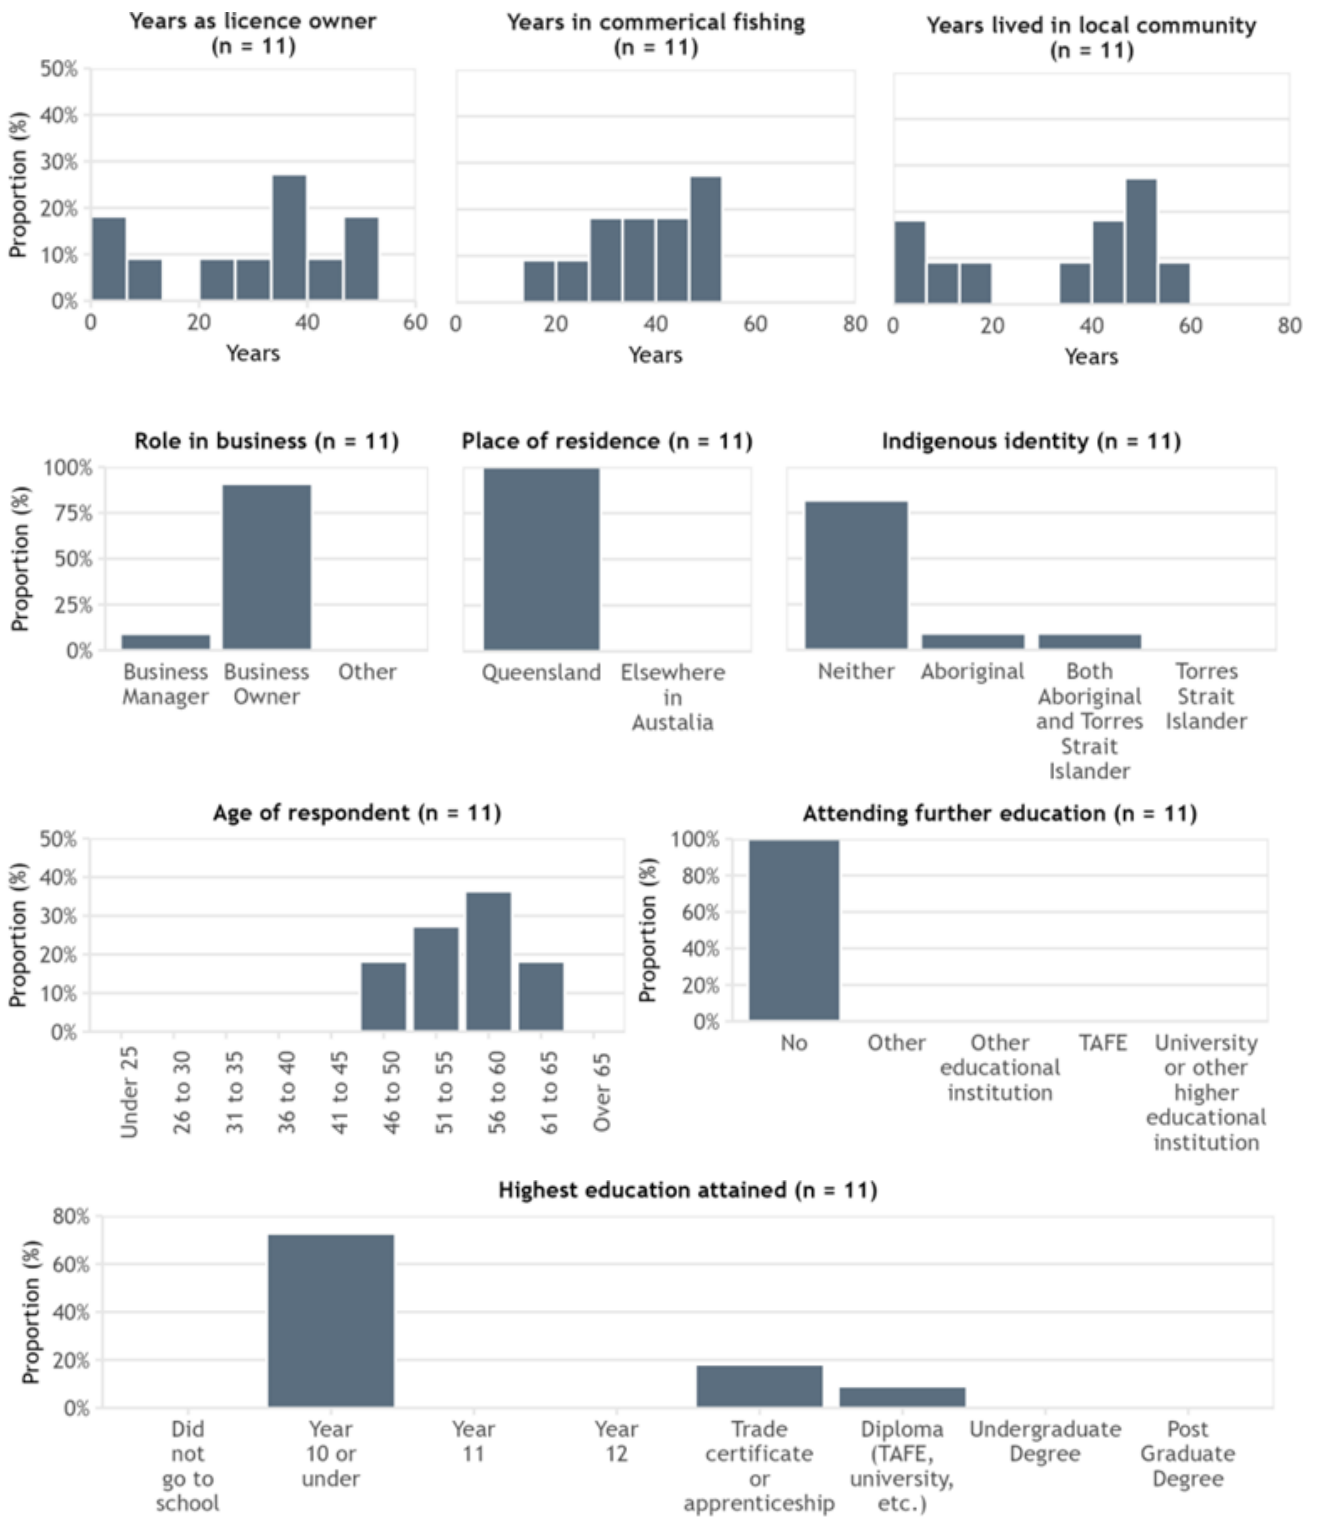 Years as licence owner
(n = 11)
Years in commerical fishing
(n = 11)
Years lived in local community
(n = 11)
Proportion (%)
50%
40%
30%
20%
10%
0%
0 20 40 60
Years
0 20 40 60 80
Years
0 20 40 60 80
Years
Role in business (n = 11)
Place of residence (n = 11)
Indigenous identity (n = 11)
Proportion (%)
100%
75%
50%
25%
0%
Business
Manager
Business
Owner
Other
Queensland
Elsewhere
in
Austalia
Neither
Aboriginal
Both
Aboriginal
and Torres
Strait
Islander
Torres
Strait
Islander
Age of respondent (n = 11)
Proportion (%)
50%
40%
30%
20%
10%
0%
Under 25
26 to 30
31 to 35
36 to 40
41 to 45
46 to 50
51 to 55
56 to 60
61 to 65
Over 65
Attending further education (n = 11)
Proportion (%)
100%
80%
60%
40%
20%
0%
No
Other
Other
educational
institution
TAFE
University
or other
higher
educational
institution
Highest education attained (n = 11)
Proportion (%)
80%
60%
40%
20%
0%
Did
not
go to
school
Year
10 or
under
Year
11
Year
12
Trade
certificate
or
apprenticeship
Diploma
(TAFE,
university,
etc.)
Undergraduate
Degree
Post
Graduate
Degree